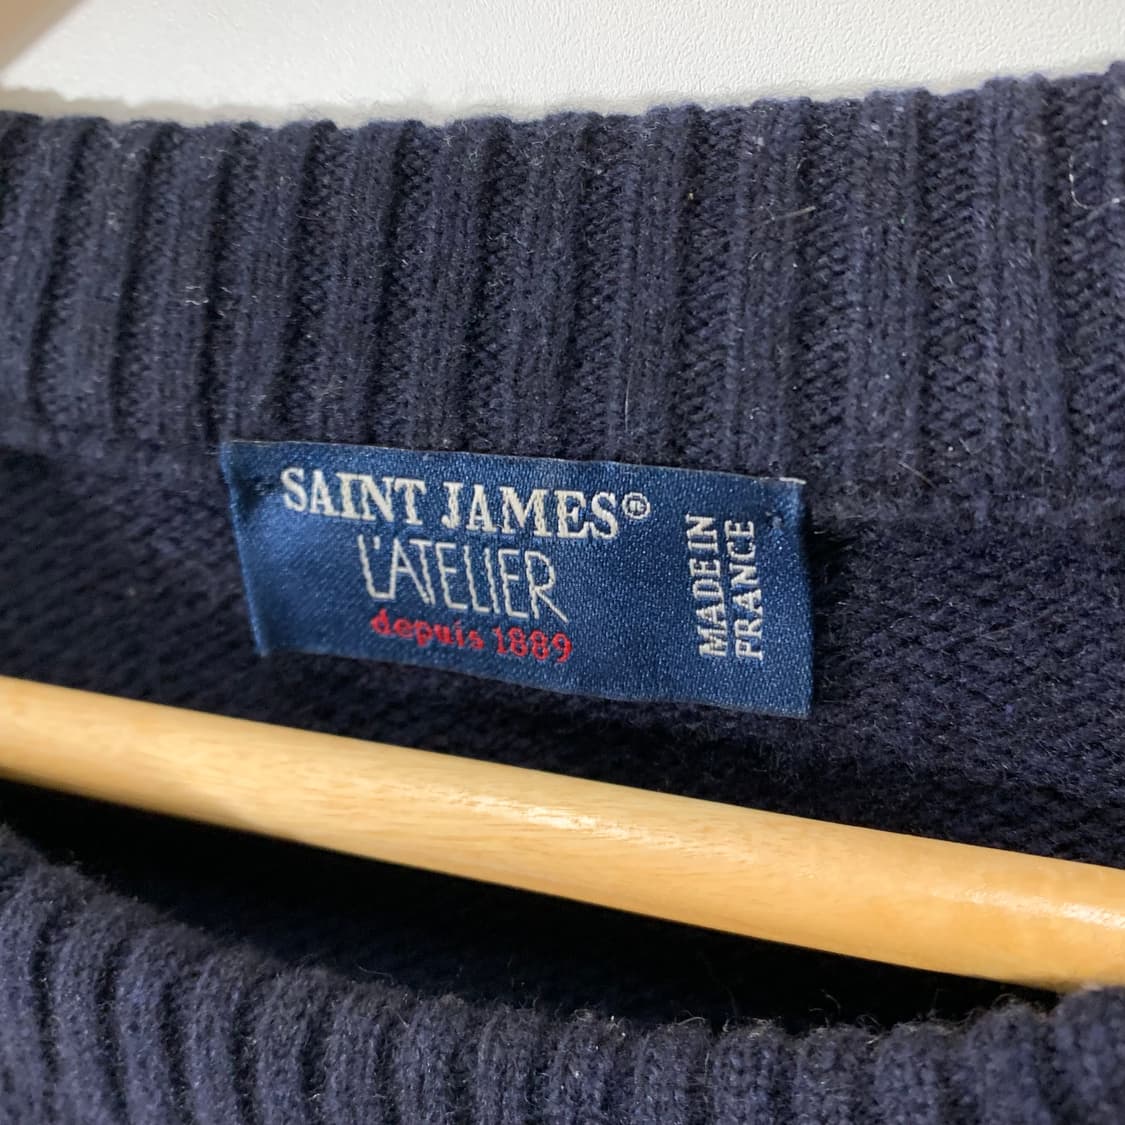 SAINT JAMES®
L'ATELIER
depuis 1889
MADE IN
FRANCE